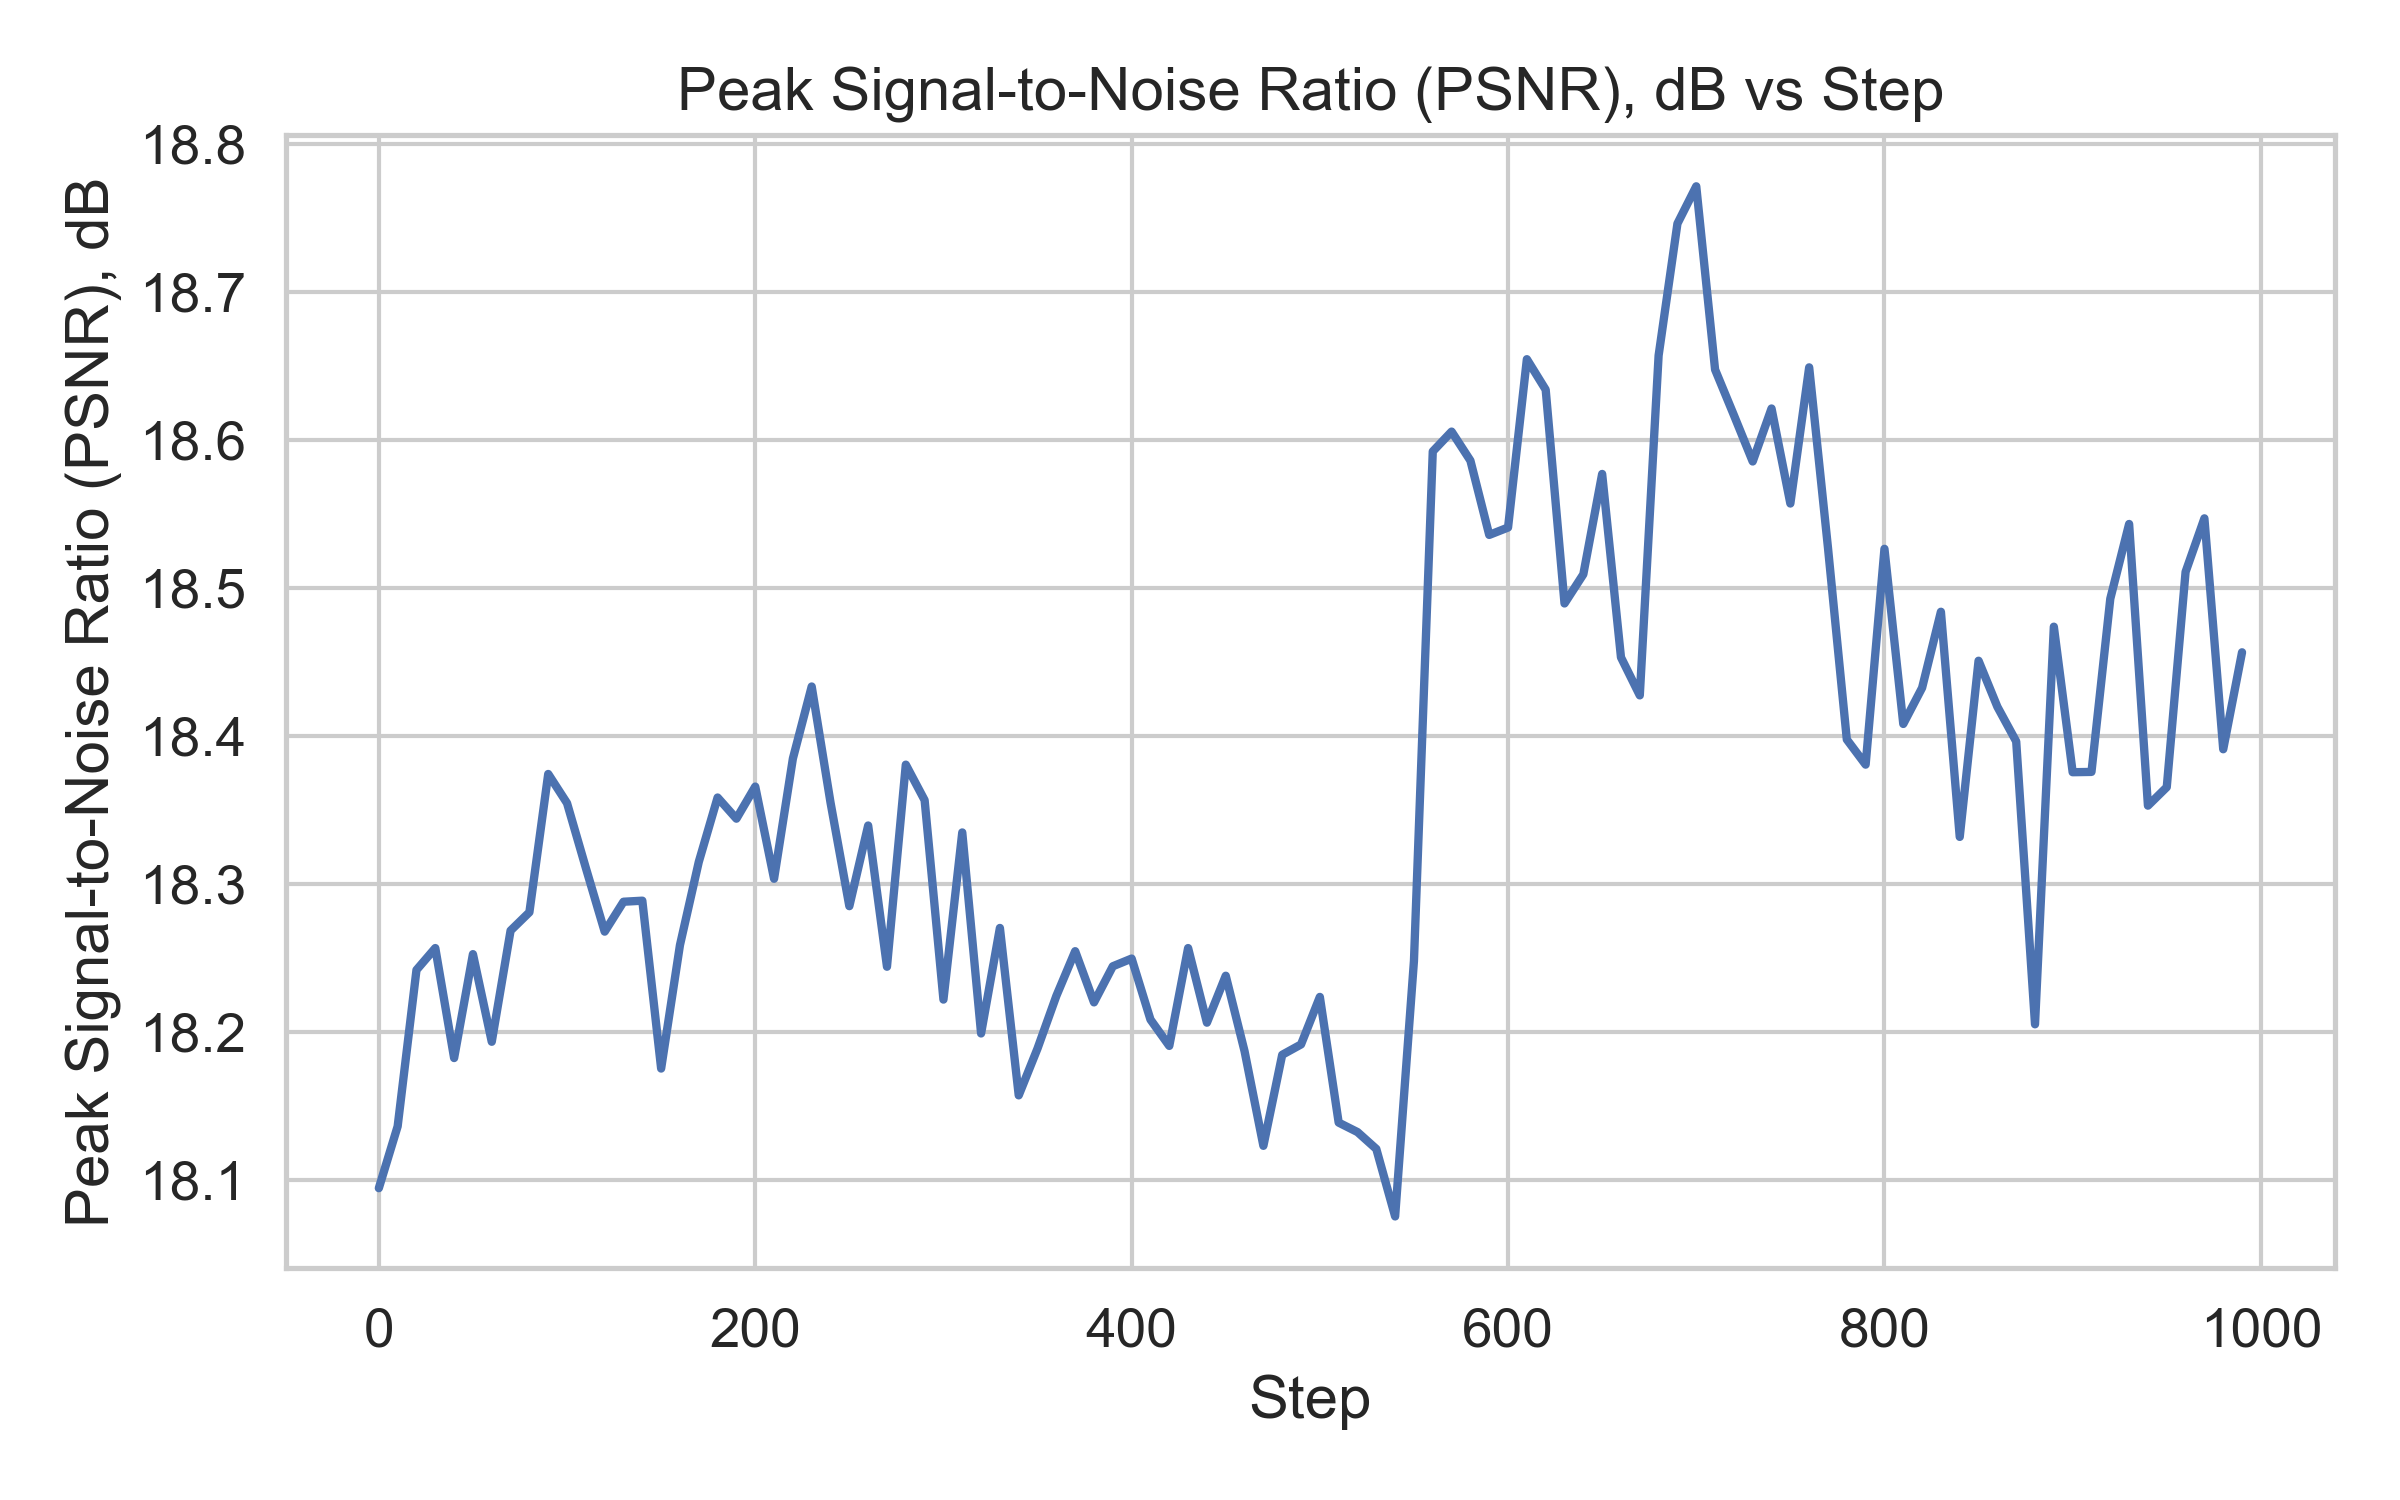 Peak Signal-to-Noise Ratio (PSNR), dB vs Step
Peak Signal-to-Noise Ratio (PSNR), dB
18.8
18.7
18.6
18.5
18.4
18.3
18.2
18.1
0 200 400 600 800 1000
Step